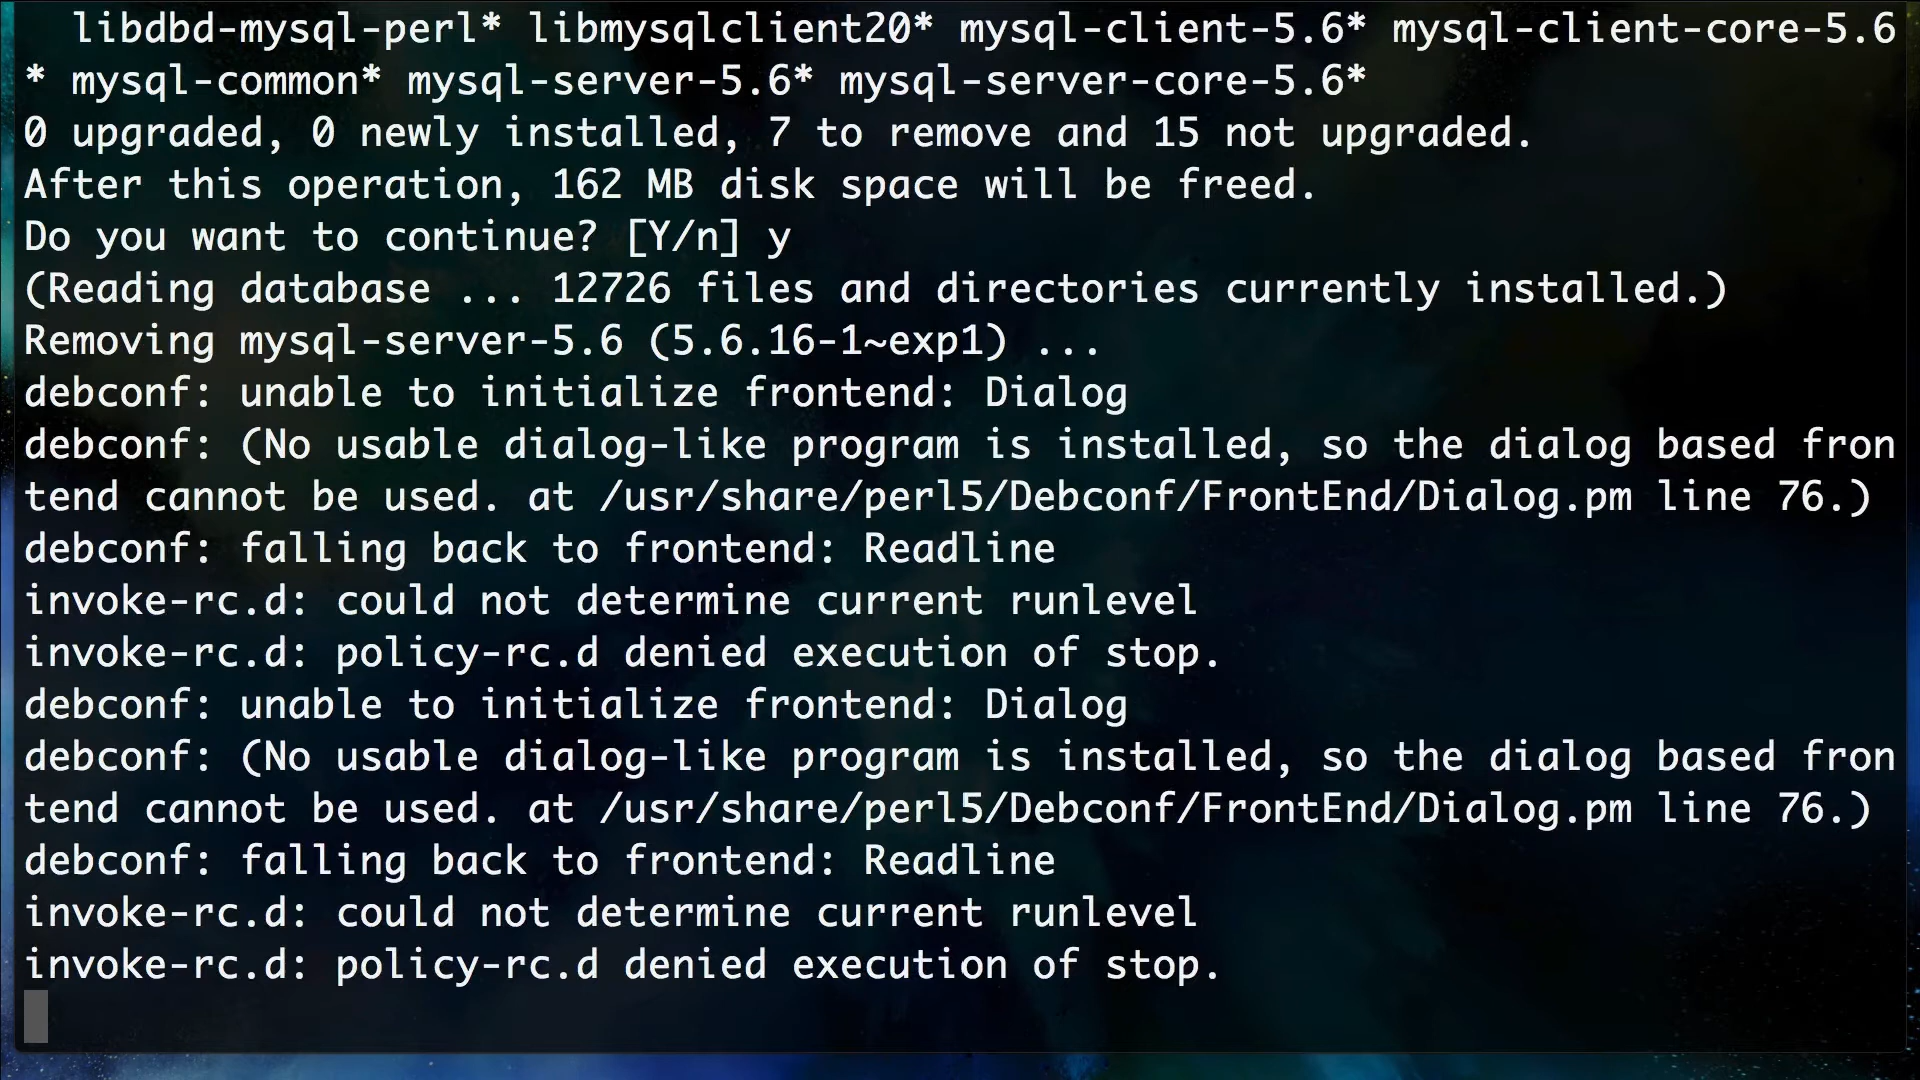 libdbd-mysql-perl* libmysqlclient20* mysql-client-5.6* mysql-client-core-5.6
* mysql-common* mysql-server-5.6* mysql-server-core-5.6*
0 upgraded, 0 newly installed, 7 to remove and 15 not upgraded.
After this operation, 162 MB disk space will be freed.
Do you want to continue? [Y/n] y
(Reading database ... 12726 files and directories currently installed.)
Removing mysql-server-5.6 (5.6.16-1~exp1) ...
debconf: unable to initialize frontend: Dialog
debconf: (No usable dialog-like program is installed, so the dialog based fron
tend cannot be used. at /usr/share/perl5/Debconf/FrontEnd/Dialog.pm line 76.)
debconf: falling back to frontend: Readline
invoke-rc.d: could not determine current runlevel
invoke-rc.d: policy-rc.d denied execution of stop.
debconf: unable to initialize frontend: Dialog
debconf: (No usable dialog-like program is installed, so the dialog based fron
tend cannot be used. at /usr/share/perl5/Debconf/FrontEnd/Dialog.pm line 76.)
debconf: falling back to frontend: Readline
invoke-rc.d: could not determine current runlevel
invoke-rc.d: policy-rc.d denied execution of stop.